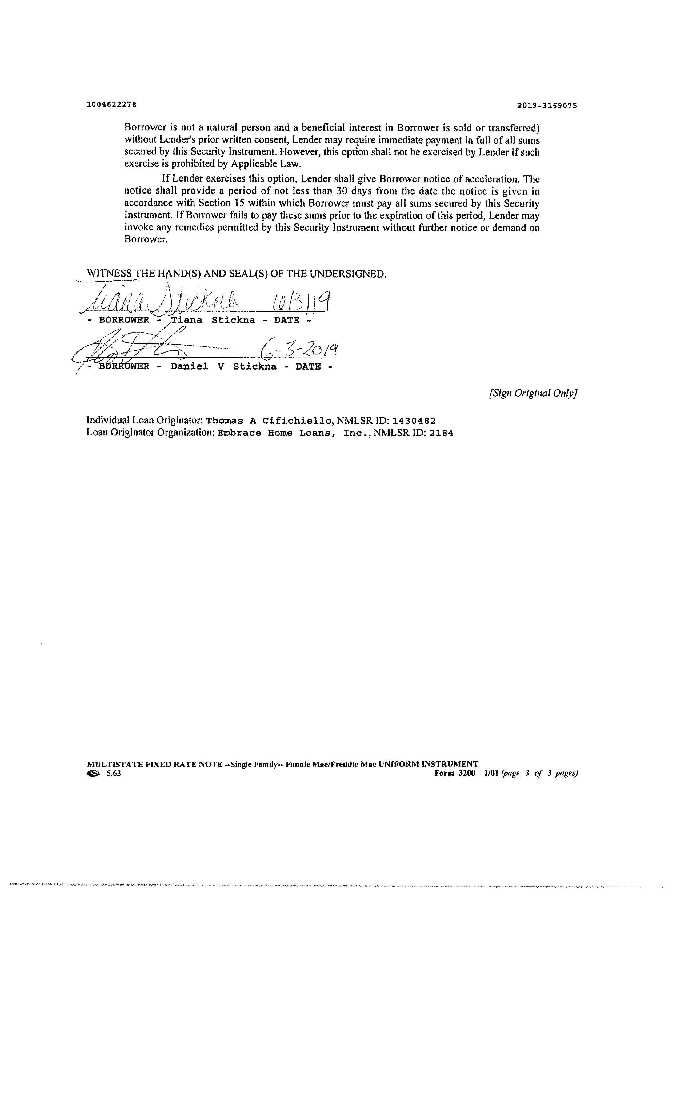 1004622278 2019-3169075
Borrower is not a natural person and a beneficial interest in Borrower is sold or transferred)
without Lender's prior written consent, Lender may require immediate payment in full of all sums
secured by this Security Instrument. However, this option shall not be exercised by Lender if such
exercise is prohibited by Applicable Law.
If Lender exercises this option, Lender shall give Borrower notice of acceleration. The
notice shall provide a period of not less than 30 days from the date the notice is given in
accordance with Section 15 within which Borrower must pay all sums secured by this Security
Instrument. If Borrower fails to pay these sums prior to the expiration of this period, Lender may
invoke any remedies permitted by this Security Instrument without further notice or demand on
Borrower.
WITNESS THE HAND(S) AND SEAL(S) OF THE UNDERSIGNED.
Tiana Stickna 6/3/19
- BORROWER - Tiana Stickna - DATE -
6-3-2019
- BORROWER - Daniel V Stickna - DATE -
[Sign Original Only]
Individual Loan Originator: Thomas A Cifichiello, NMLSR ID: 1430482
Loan Originator Organization: Embrace Home Loans, Inc., NMLSR ID: 2184
MULTISTATE FIXED RATE NOTE --Single Family-- Fannie Mae/Freddie Mac UNIFORM INSTRUMENT
5.63 Form 3200 1/01 (page 3 of 3 pages)